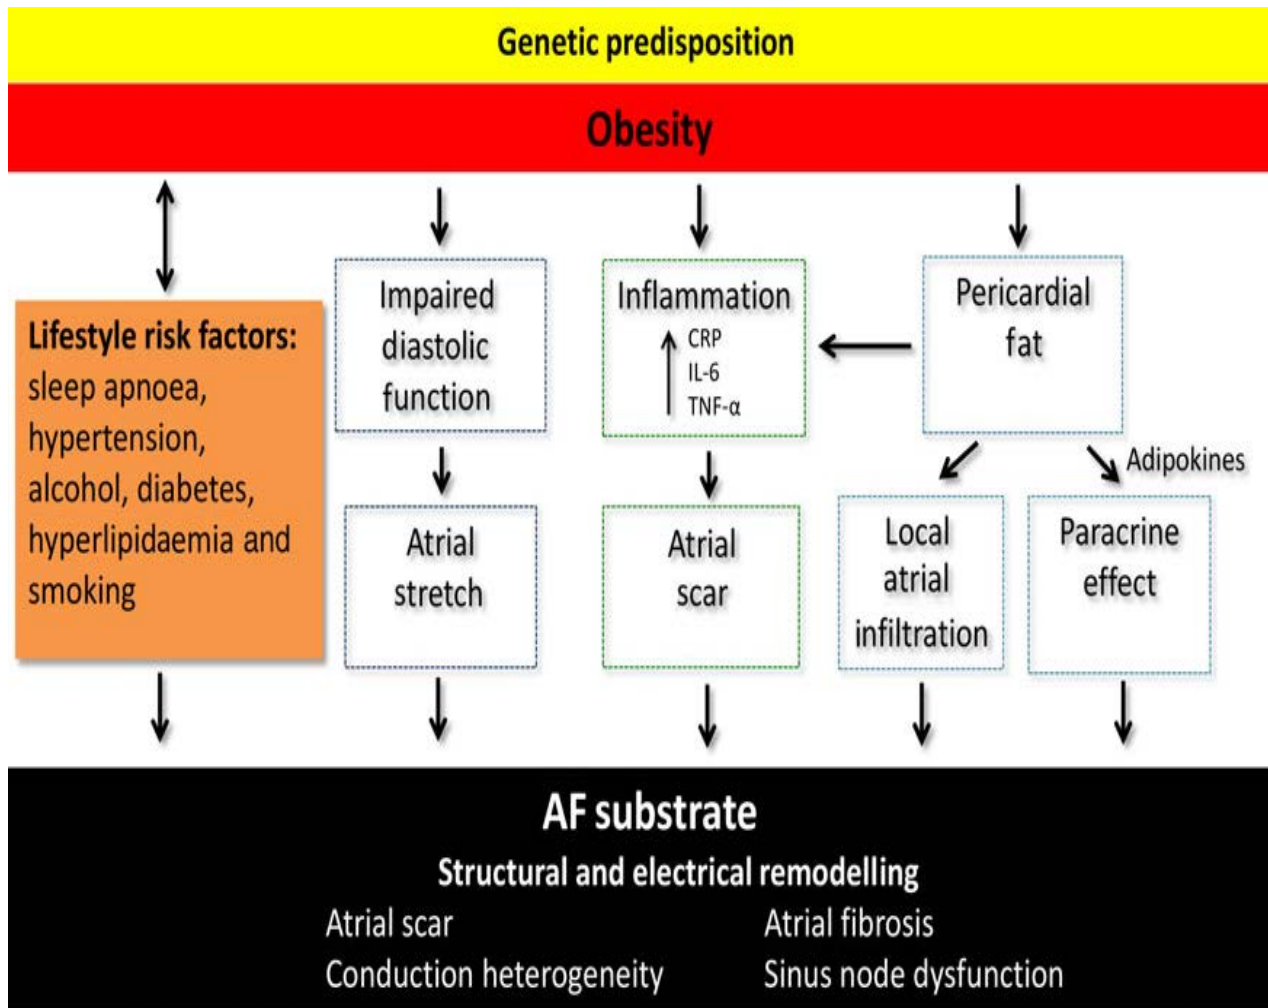 Genetic predisposition
Obesity
Lifestyle risk factors:
sleep apnoea,
hypertension,
alcohol, diabetes,
hyperlipidaemia and
smoking
Impaired
diastolic
function
Atrial
stretch
Inflammation
CRP
IL-6
TNF-α
Atrial
scar
Pericardial
fat
Adipokines
Local
atrial
infiltration
Paracrine
effect
AF substrate
Structural and electrical remodelling
Atrial scar
Atrial fibrosis
Conduction heterogeneity
Sinus node dysfunction